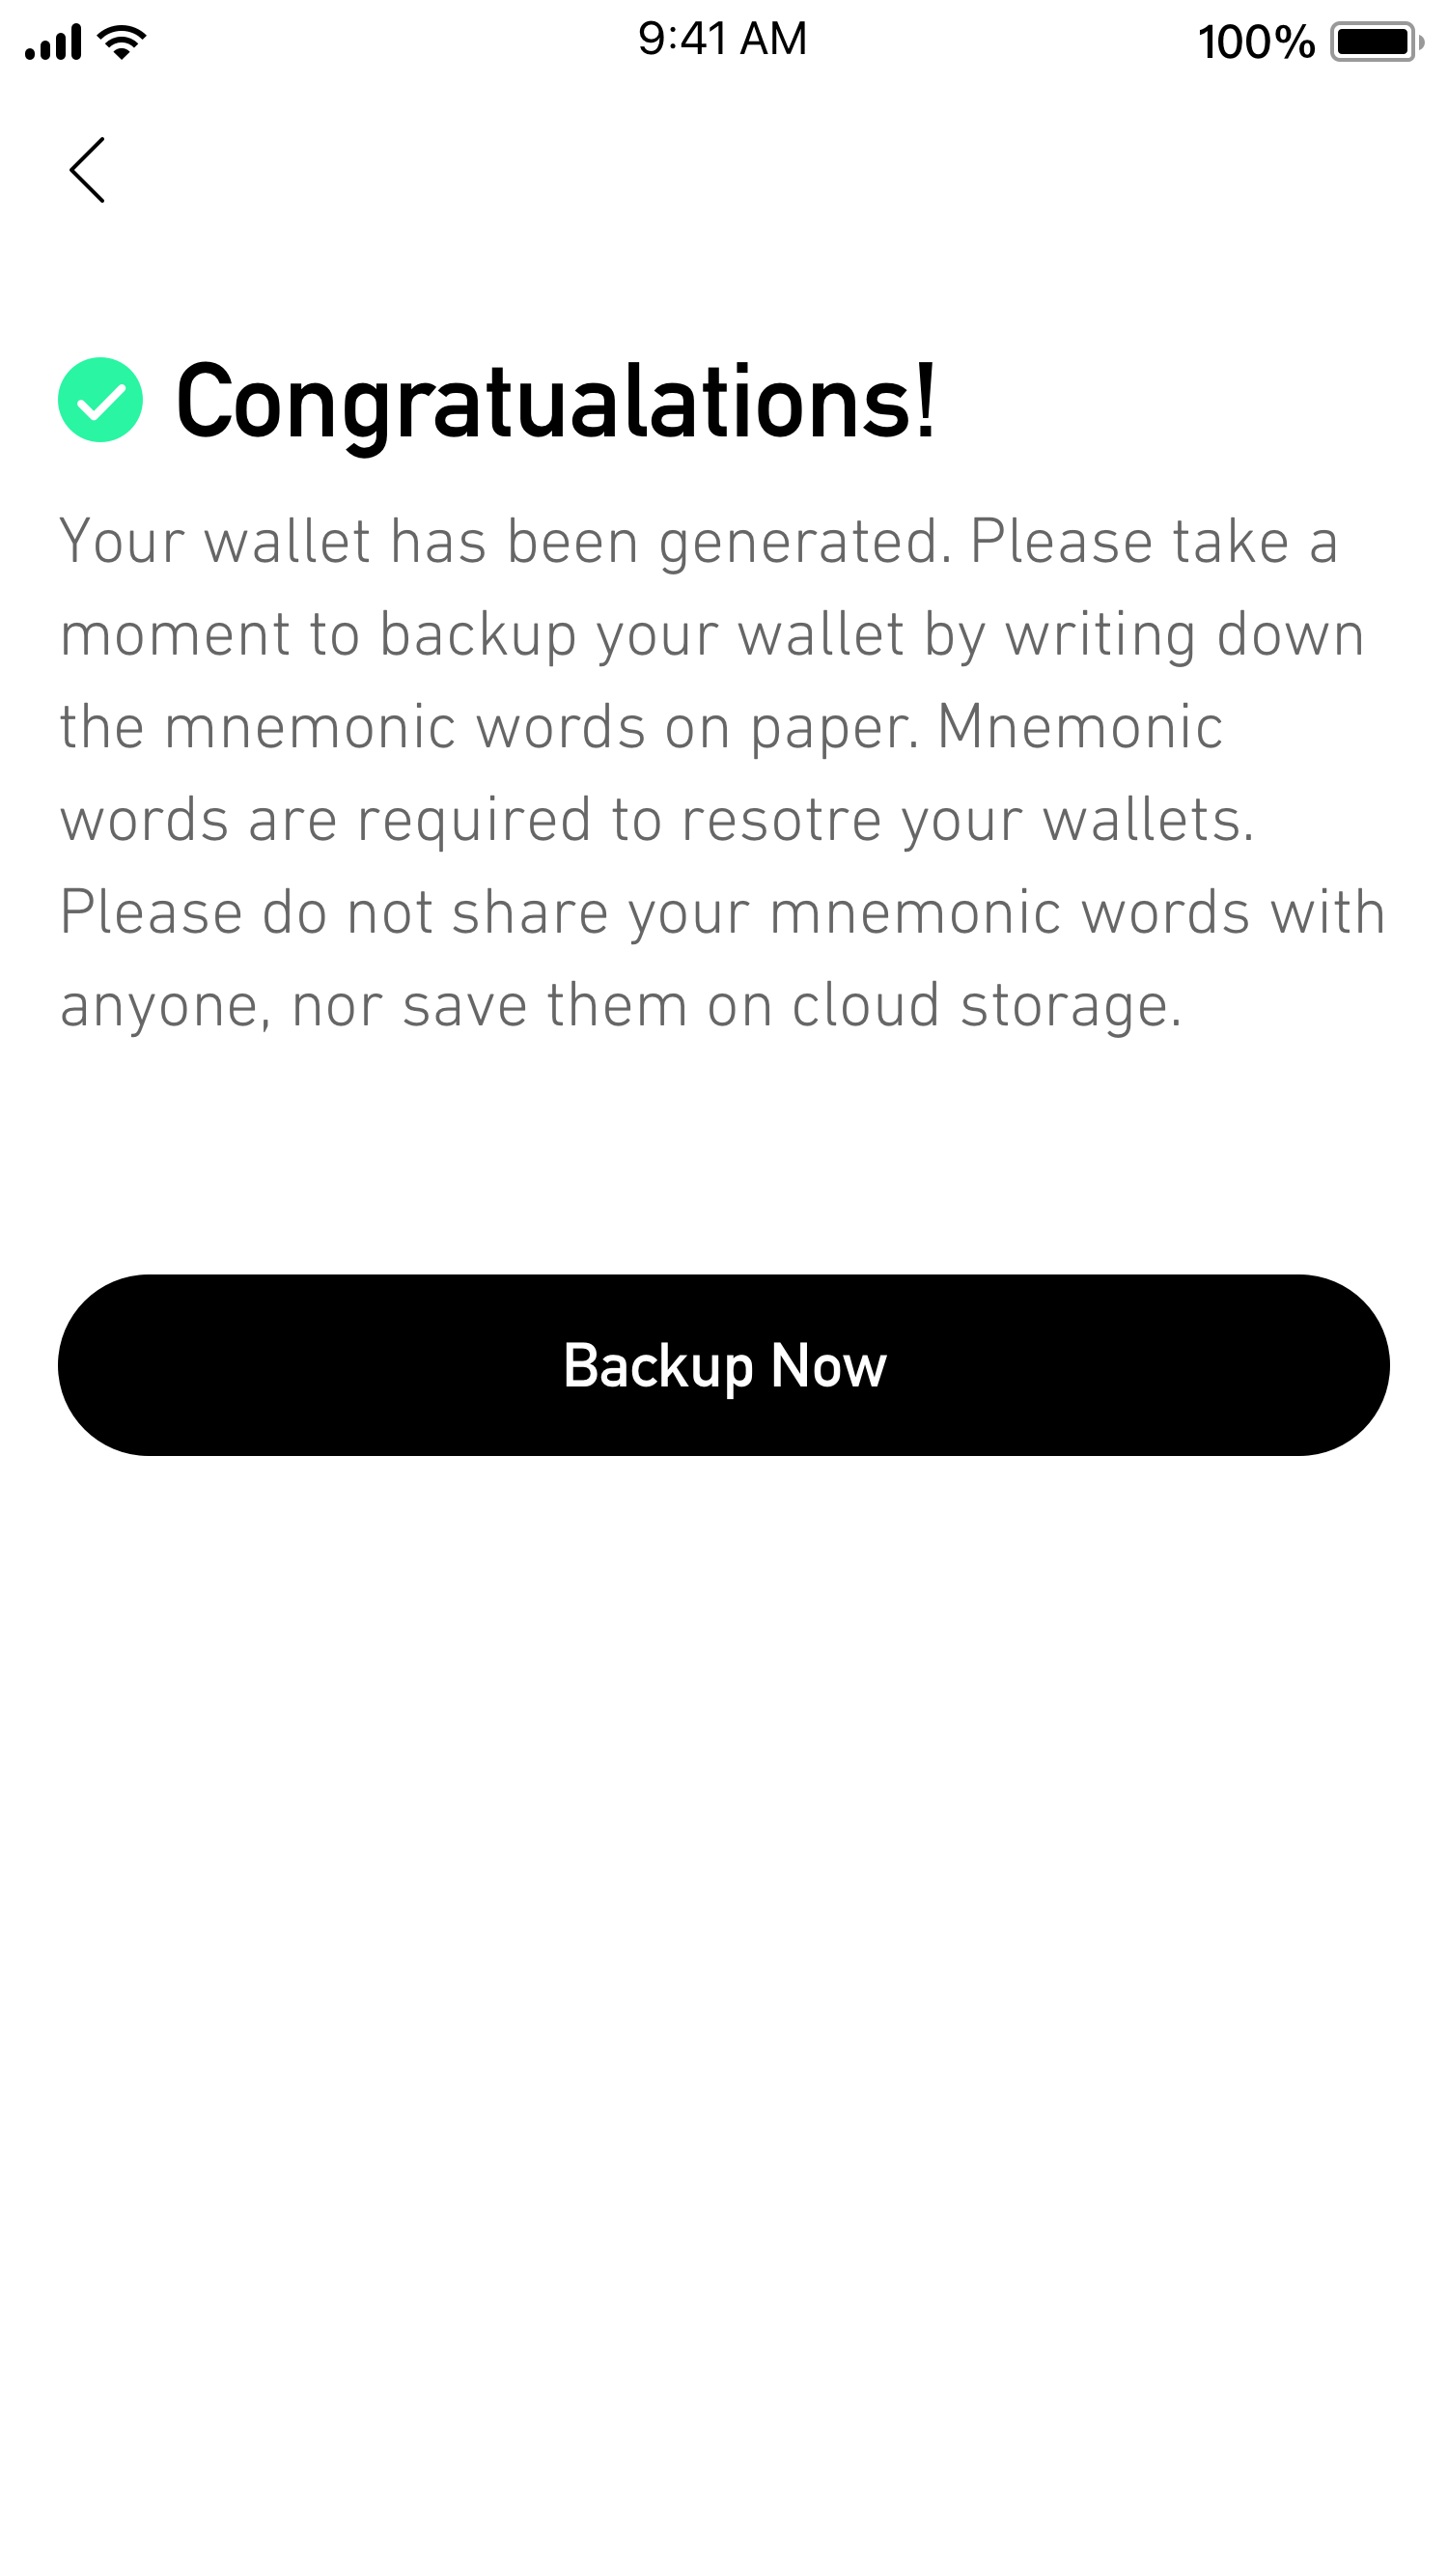 9:41 AM
100%
Congratualations!
Your wallet has been generated. Please take a
moment to backup your wallet by writing down
the mnemonic words on paper. Mnemonic
words are required to resotre your wallets.
Please do not share your mnemonic words with
anyone, nor save them on cloud storage.
Backup Now